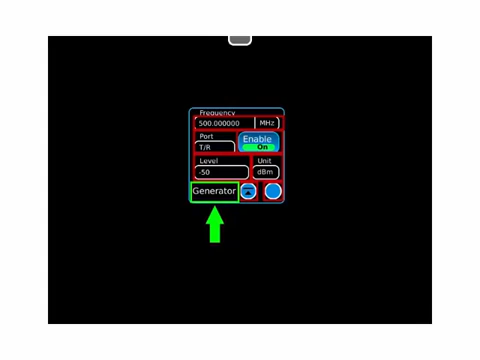 Frequency
500.000000 MHz
Port
T/R
Enable
On
Level Unit
-50 dBm
Generator